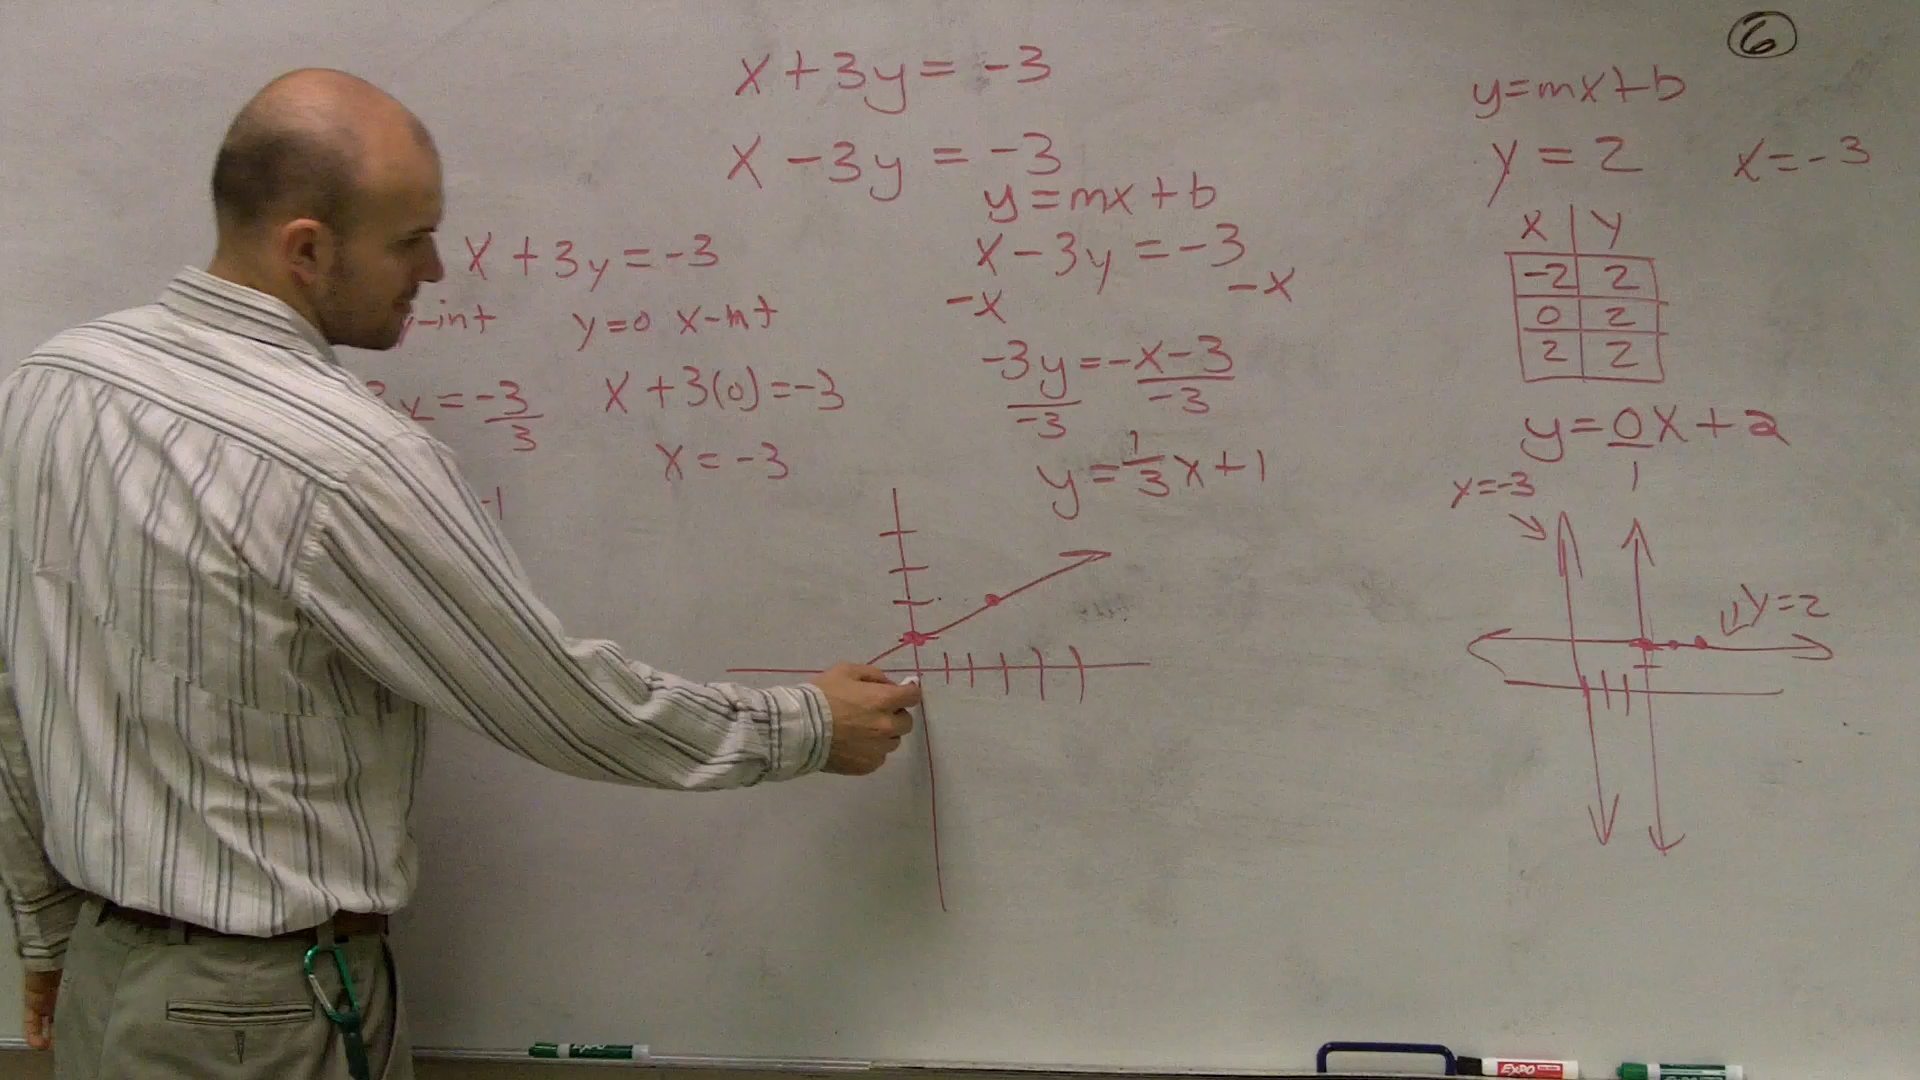 x + 3y = -3
x - 3y = -3
x + 3y = -3
y-int y=0 x-int
y = -3/3
x + 3(0) = -3
x = -3
-1
y = mx + b
x - 3y = -3
-x -x
-3y/-3 = -x-3/-3
y = 1/3x + 1
6
y=mx+b
y = 2 x=-3
x y
-2 2
0 2
2 2
y = 0x + 2
1
x=-3
y=2
EXPO